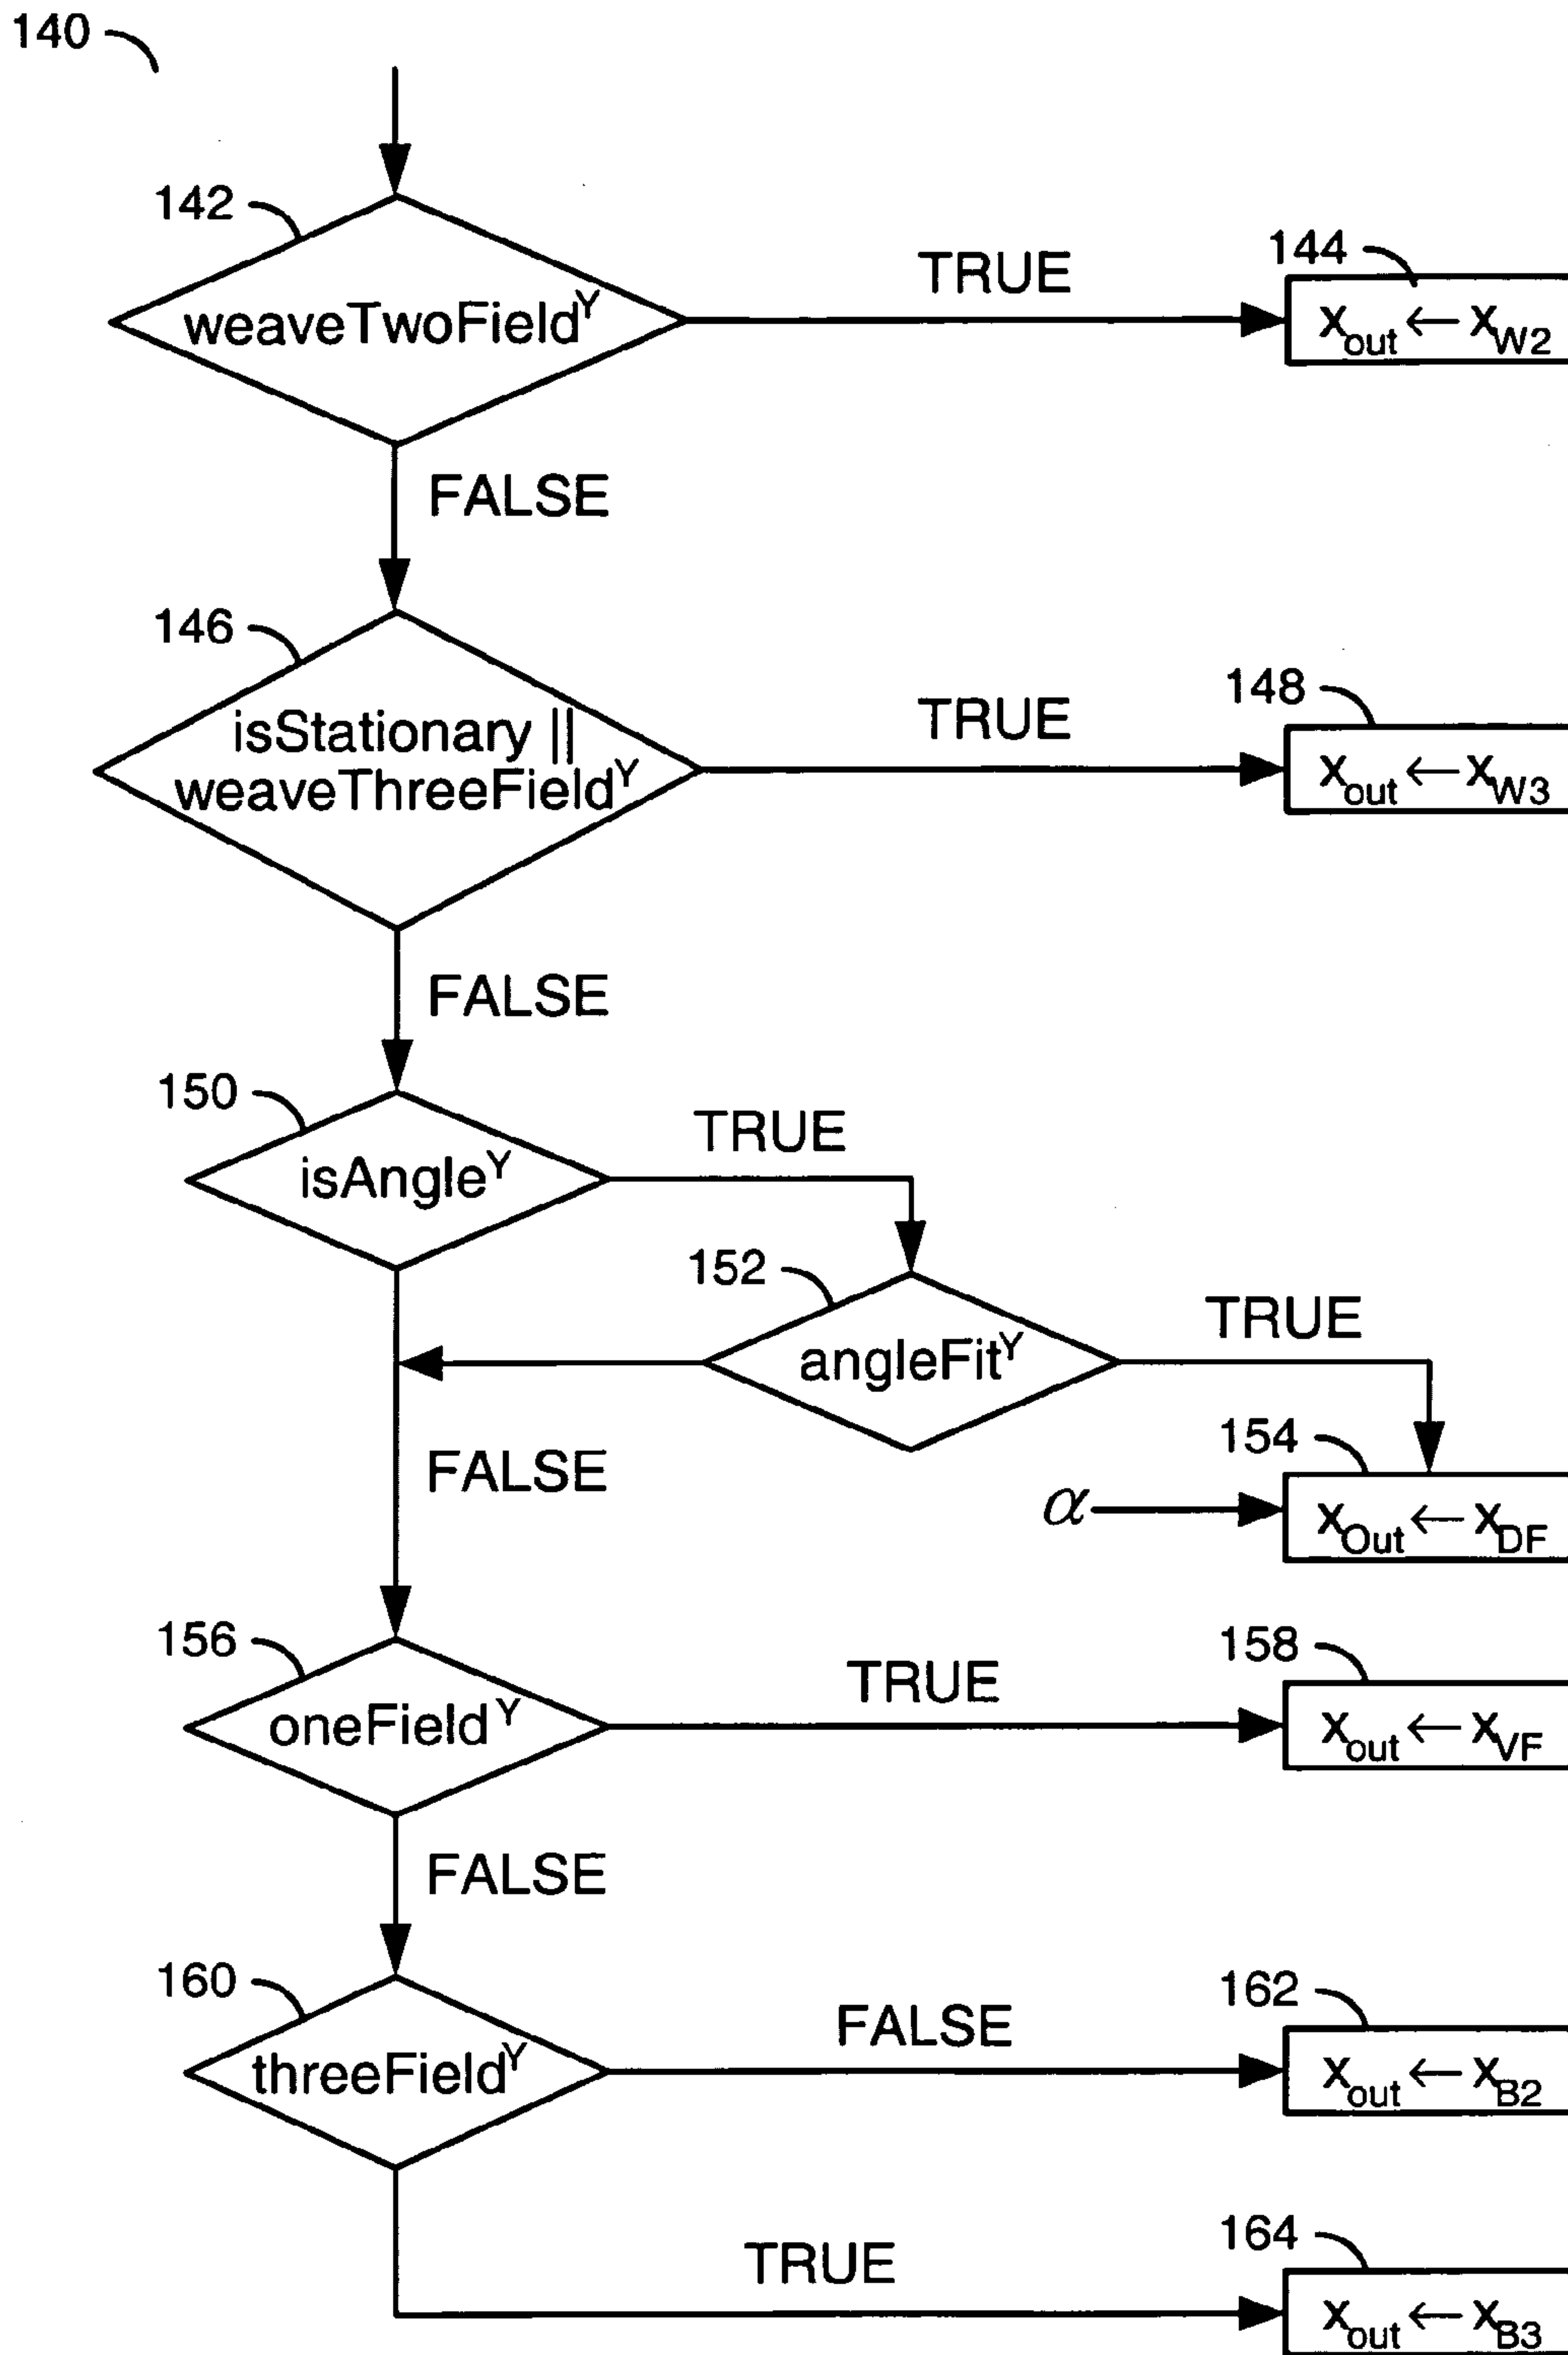 140
142
weaveTwoField^Y
TRUE
144
x_out ← x_W2
FALSE
146
isStationary ||
weaveThreeField^Y
TRUE
148
x_out ← x_W3
FALSE
150
isAngle^Y
TRUE
152
angleFit^Y
TRUE
FALSE
154
α
x_Out ← x_DF
156
oneField^Y
TRUE
158
x_out ← x_VF
FALSE
160
threeField^Y
FALSE
162
x_out ← x_B2
TRUE
164
x_out ← x_B3